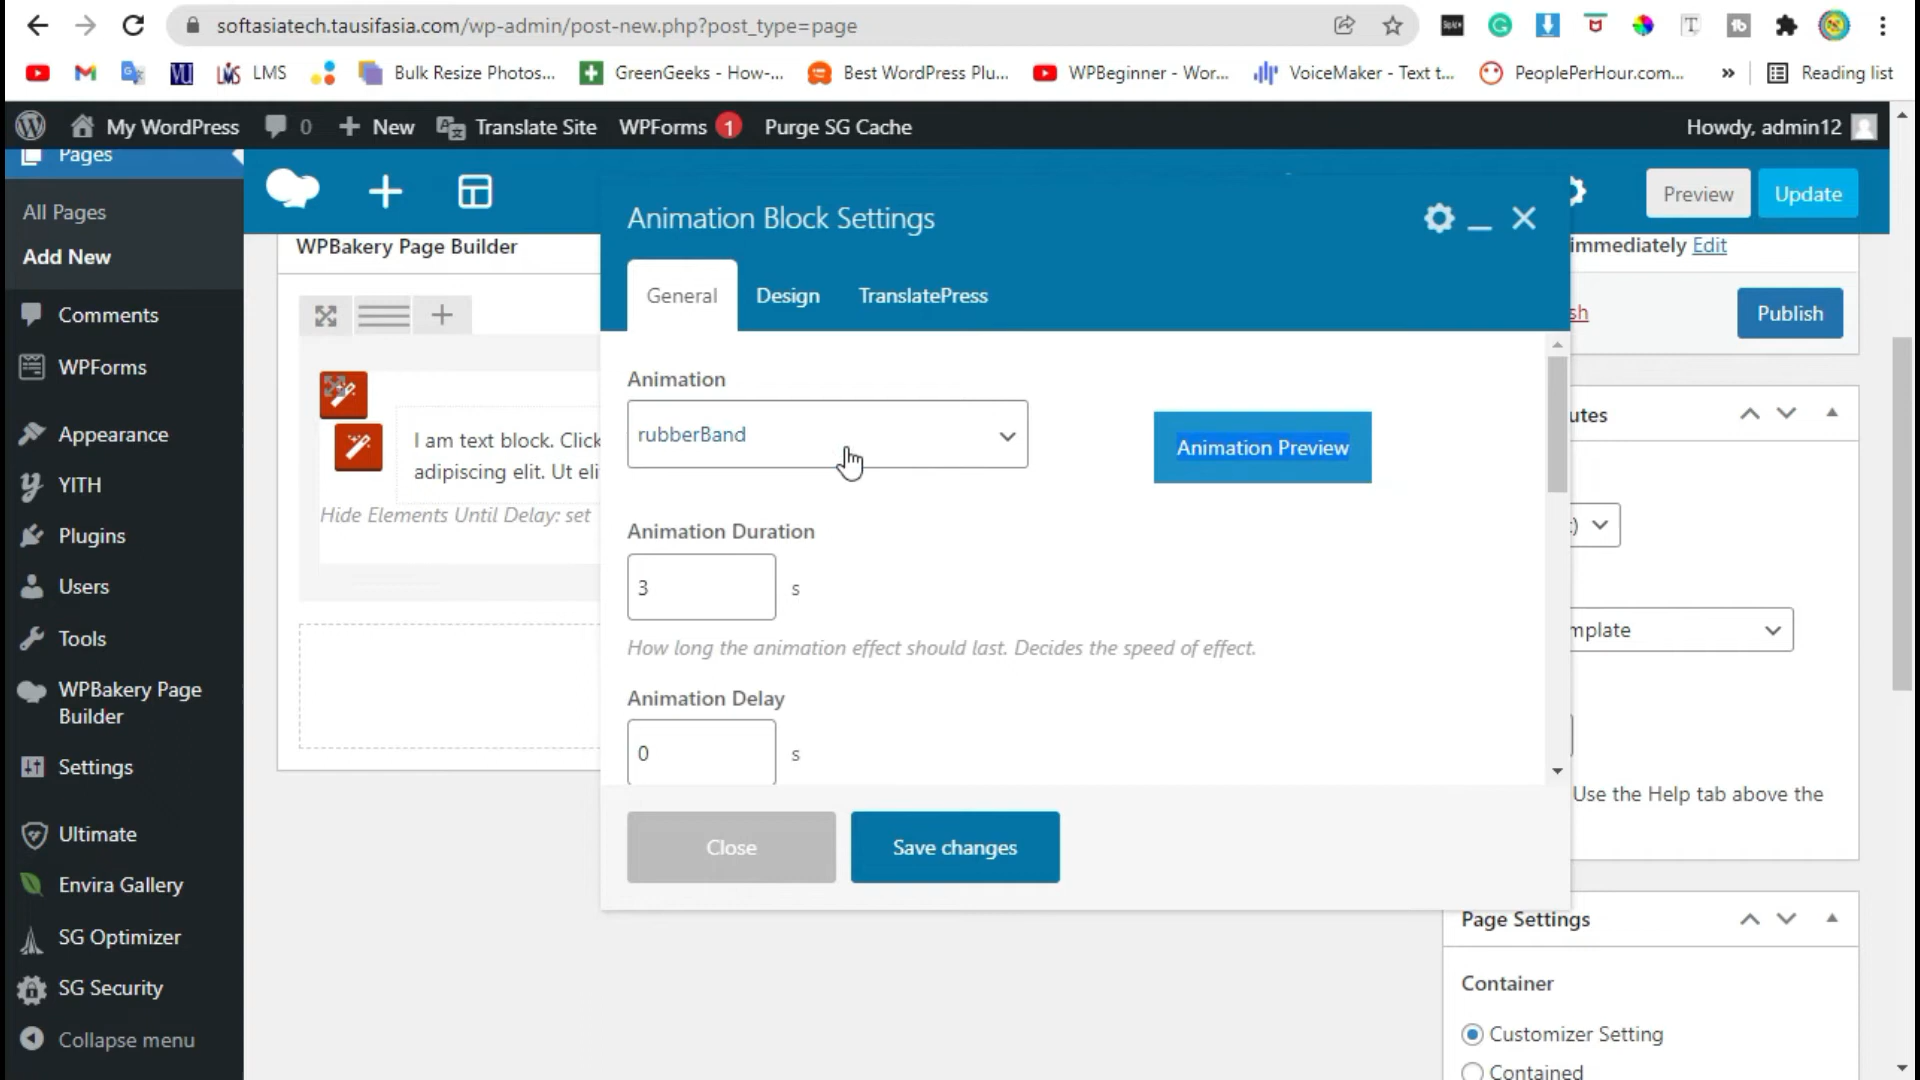 softasiatech.tausifasia.com/wp-admin/post-new.php?post_type=page
LMS
Bulk Resize Photos...
GreenGeeks - How-...
Best WordPress Plu...
WPBeginner - Wor...
VoiceMaker - Text t...
PeoplePerHour.com...
»
Reading list
My WordPress
0
New
Translate Site
WPForms 1
Purge SG Cache
Howdy, admin12
Pages
All Pages
Add New
Comments
WPForms
Appearance
YITH
Plugins
Users
Tools
WPBakery Page
Builder
Settings
Ultimate
Envira Gallery
SG Optimizer
SG Security
Collapse menu
Preview
Update
WPBakery Page Builder
I am text block. Click
adipiscing elit. Ut eli
Hide Elements Until Delay: set
Animation Block Settings
General
Design
TranslatePress
Animation
rubberBand
Animation Preview
Animation Duration
3
s
How long the animation effect should last. Decides the speed of effect.
Animation Delay
0
s
Close
Save changes
immediately Edit
sh
Publish
utes
mplate
Use the Help tab above the
Page Settings
Container
Customizer Setting
Contained